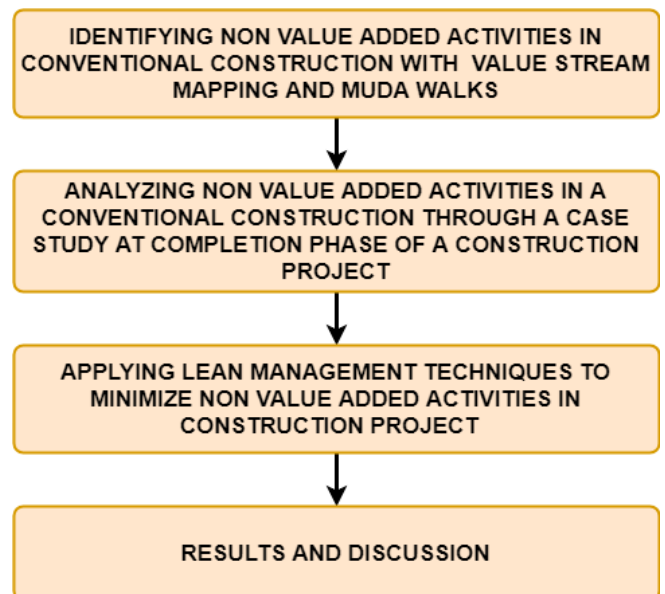 IDENTIFYING NON VALUE ADDED ACTIVITIES IN
CONVENTIONAL CONSTRUCTION WITH VALUE STREAM
MAPPING AND MUDA WALKS
ANALYZING NON VALUE ADDED ACTIVITIES IN A
CONVENTIONAL CONSTRUCTION THROUGH A CASE
STUDY AT COMPLETION PHASE OF A CONSTRUCTION
PROJECT
APPLYING LEAN MANAGEMENT TECHNIQUES TO
MINIMIZE NON VALUE ADDED ACTIVITIES IN
CONSTRUCTION PROJECT
RESULTS AND DISCUSSION